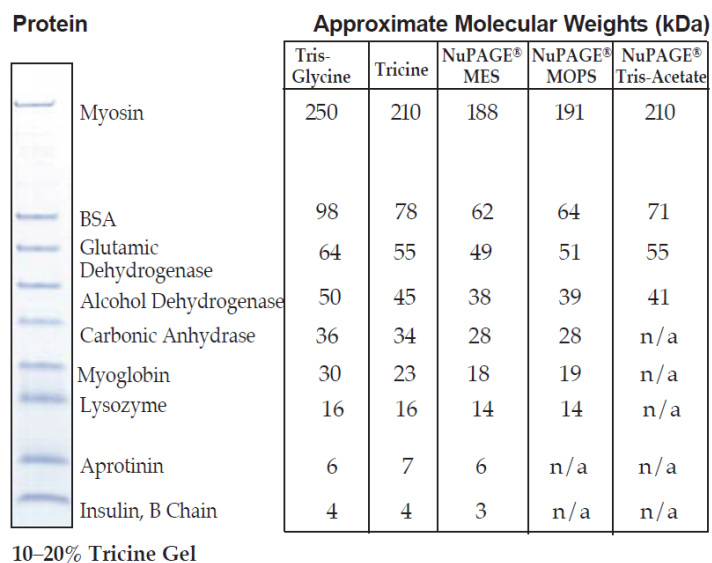 Protein Approximate Molecular Weights (kDa)
Tris-Glycine Tricine NuPAGE® MES NuPAGE® MOPS NuPAGE® Tris-Acetate
Myosin 250 210 188 191 210
BSA 98 78 62 64 71
Glutamic
Dehydrogenase 64 55 49 51 55
Alcohol Dehydrogenase 50 45 38 39 41
Carbonic Anhydrase 36 34 28 28 n/a
Myoglobin 30 23 18 19 n/a
Lysozyme 16 16 14 14 n/a
Aprotinin 6 7 6 n/a n/a
Insulin, B Chain 4 4 3 n/a n/a
10–20% Tricine Gel